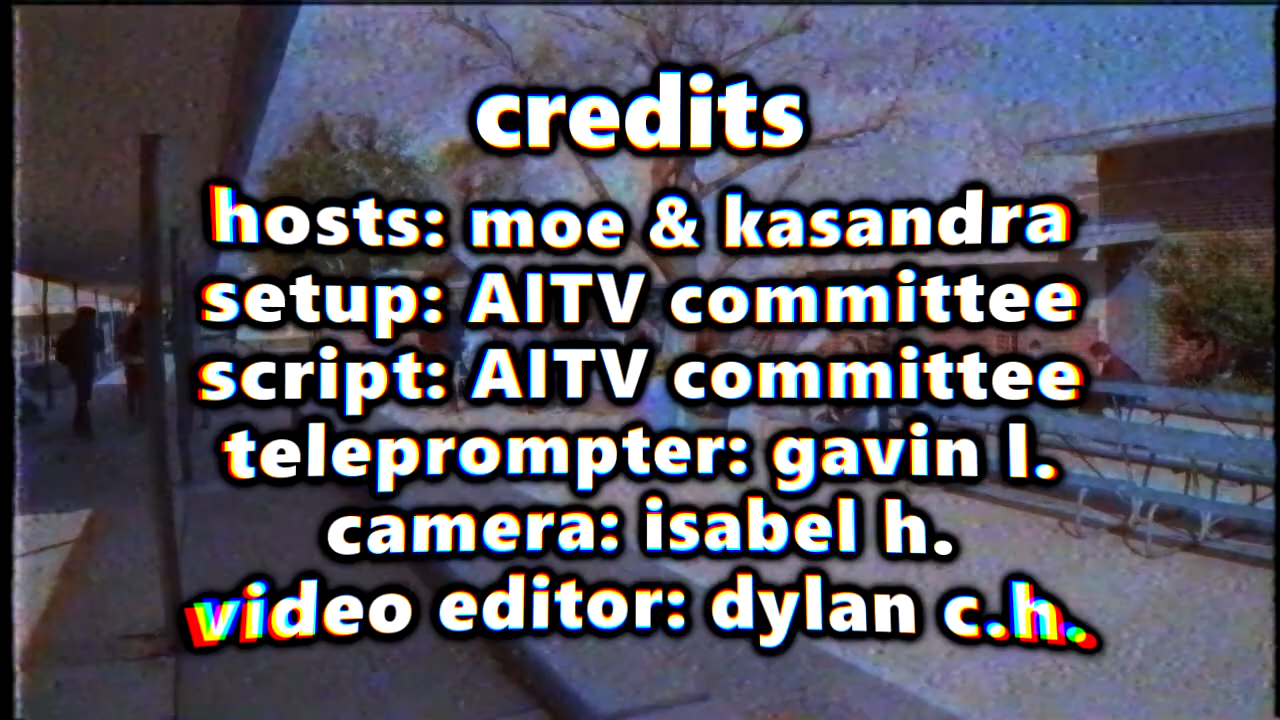 credits
hosts: moe & kasandra
setup: AITV committee
script: AITV committee
teleprompter: gavin l.
camera: isabel h.
video editor: dylan c.h.